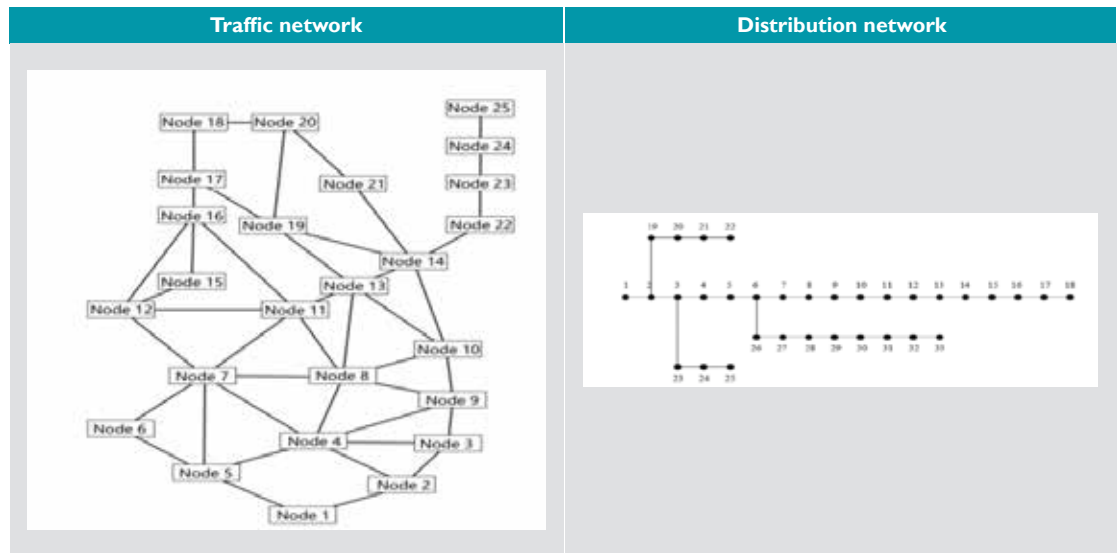 Traffic network
Distribution network
Node 25
Node 18
Node 20
Node 24
Node 17
Node 21
Node 23
Node 16
Node 19
Node 22
Node 14
Node 15
Node 13
Node 12
Node 11
Node 10
Node 7
Node 8
Node 9
Node 6
Node 4
Node 3
Node 5
Node 2
Node 1
19 20 21 22
1 2 3 4 5 6 7 8 9 10 11 12 13 14 15 16 17 18
26 27 28 29 30 31 32 33
23 24 25